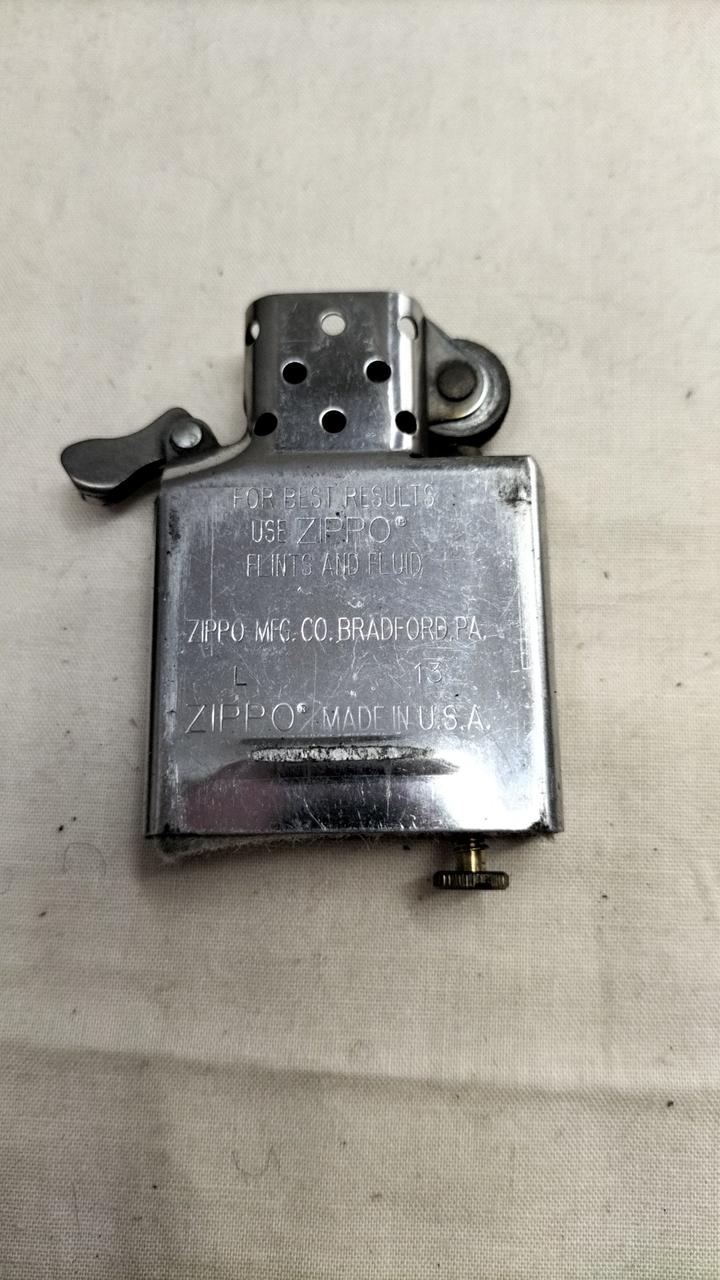 FOR BEST RESULTS
USE ZIPPO®
FLINTS AND FLUID
ZIPPO MFG. CO. BRADFORD, PA.
L 13
ZIPPO® MADE IN U.S.A.